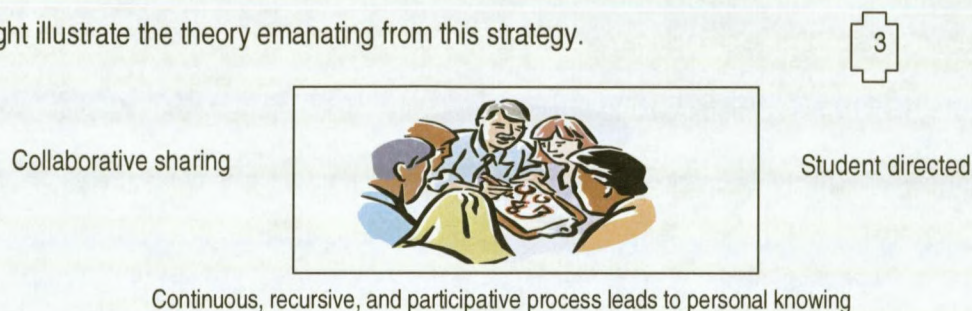 ght illustrate the theory emanating from this strategy.
3
Collaborative sharing
Student directed
Continuous, recursive, and participative process leads to personal knowing